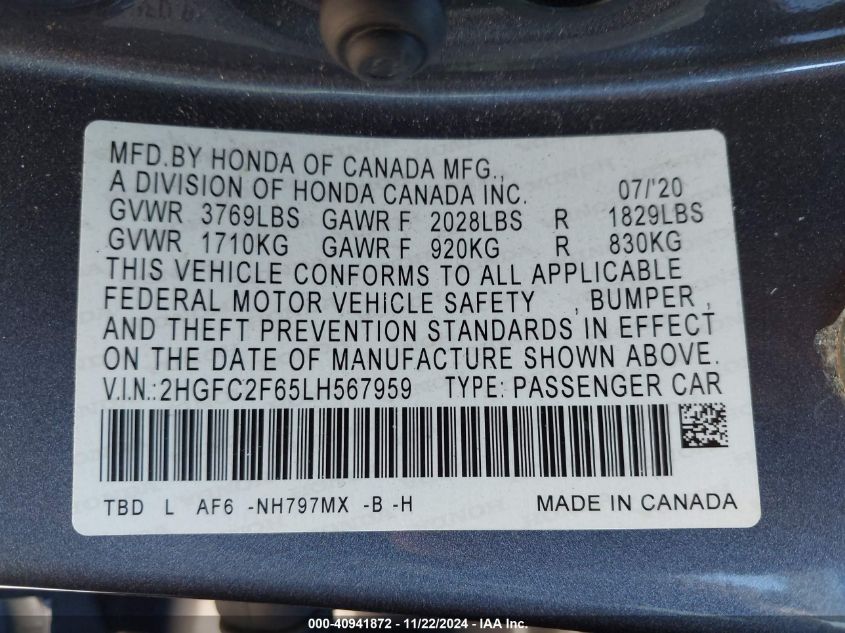 MFD.BY HONDA OF CANADA MFG.,
A DIVISION OF HONDA CANADA INC. 07/'20
GVWR 3769LBS GAWR F 2028LBS R 1829LBS
GVWR 1710KG GAWR F 920KG R 830KG
THIS VEHICLE CONFORMS TO ALL APPLICABLE
FEDERAL MOTOR VEHICLE SAFETY , BUMPER ,
AND THEFT PREVENTION STANDARDS IN EFFECT
ON THE DATE OF MANUFACTURE SHOWN ABOVE.
V.I.N.:2HGFC2F65LH567959 TYPE: PASSENGER CAR
TBD L AF6 -NH797MX -B -H MADE IN CANADA
000-40941872 - 11/22/2024 - IAA Inc.